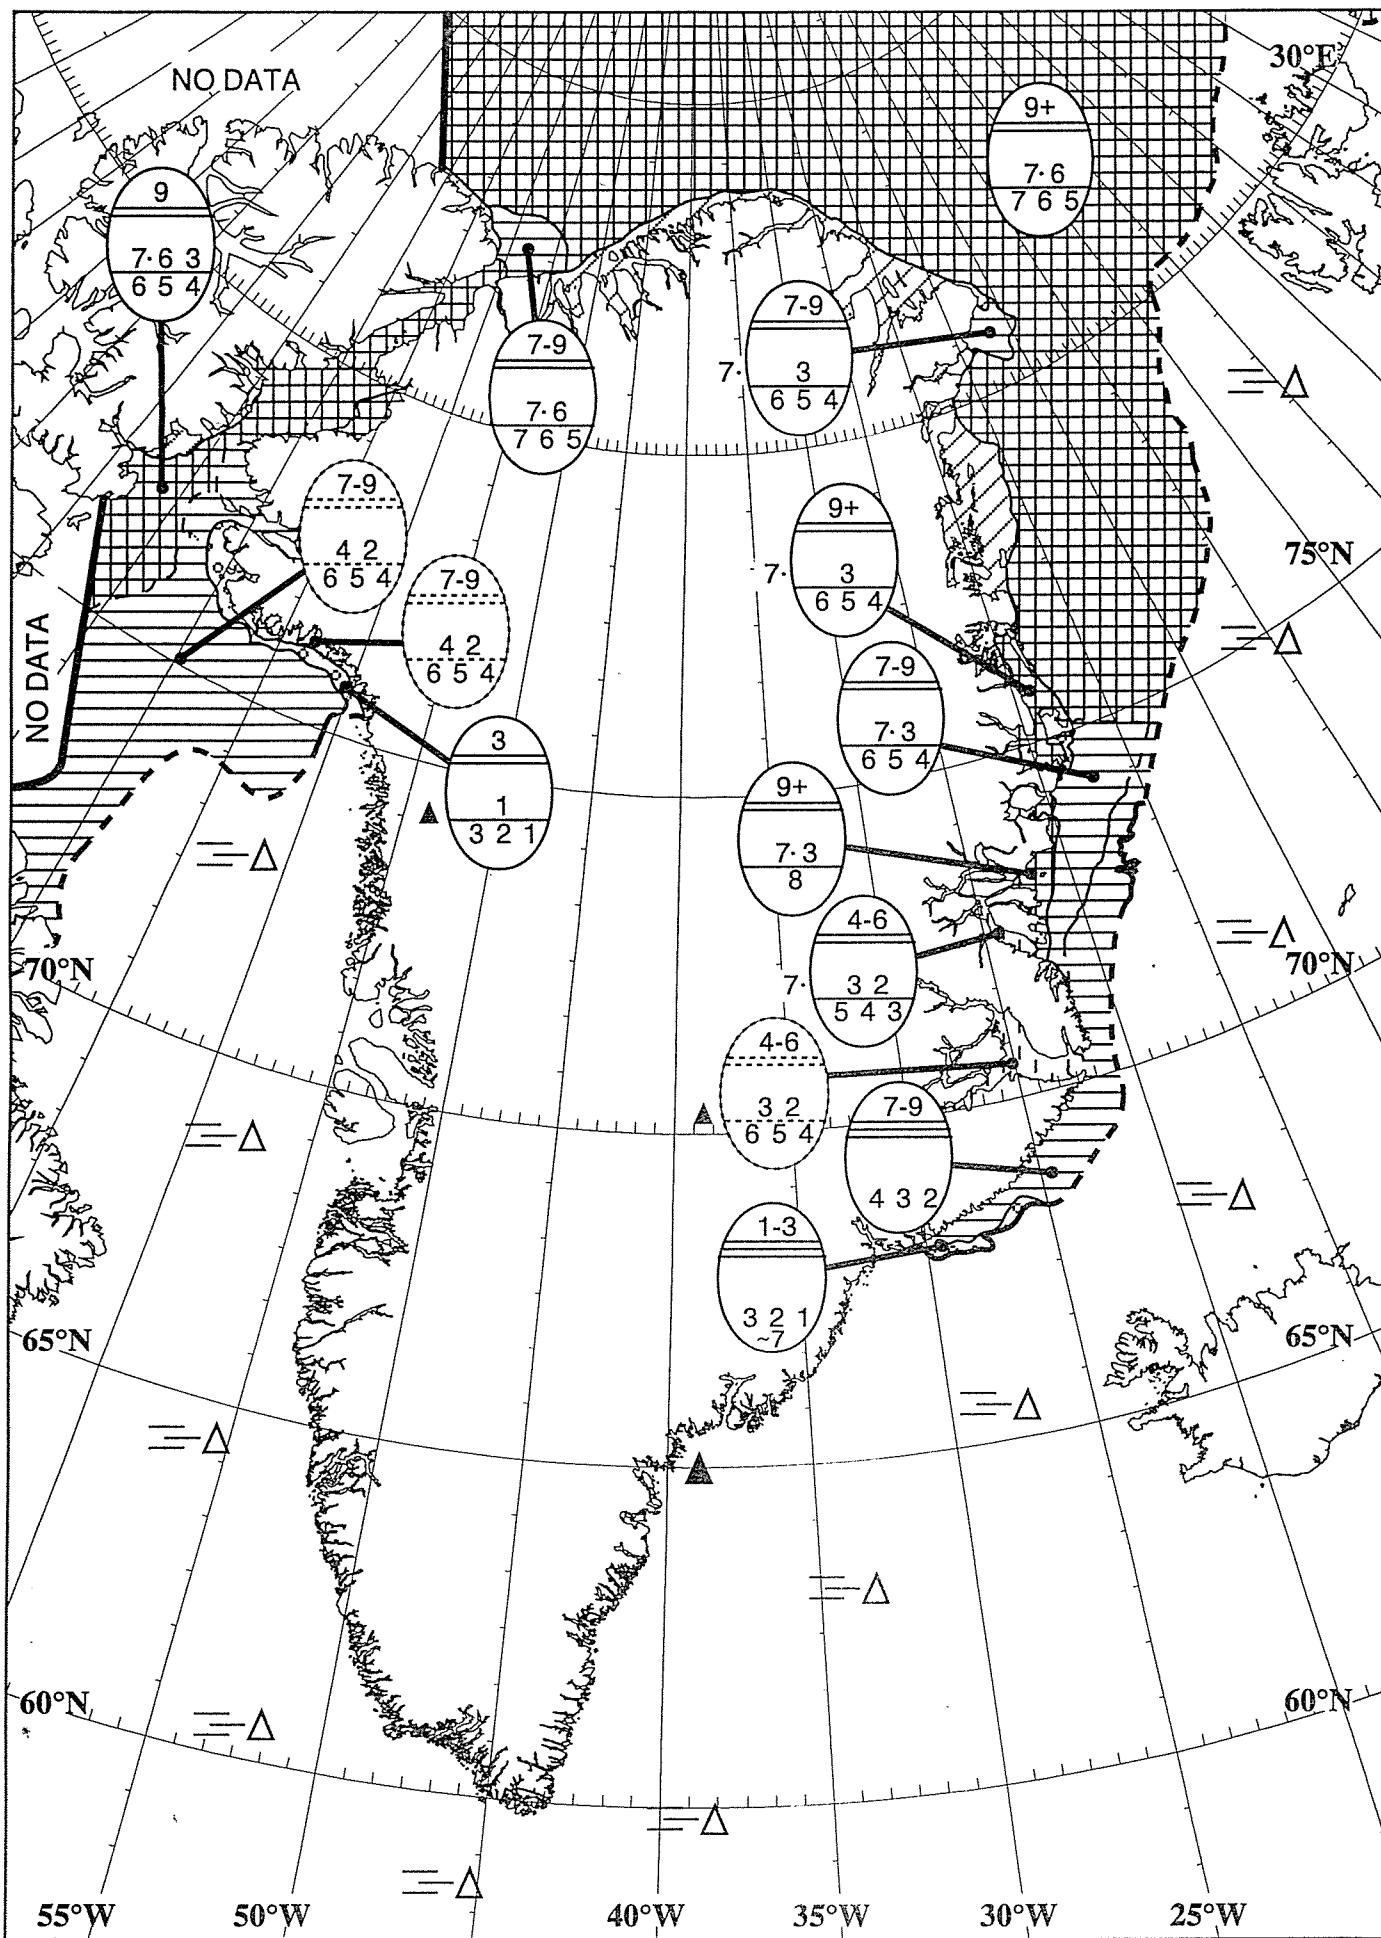 NO DATA
30°E
9+
7· 6
7 6 5
9
7· 6 3
6 5 4
7-9
7· 6
7 6 5
7-9
7· 3
6 5 4
7-9
4 2
6 5 4
9+
7· 3
6 5 4
75°N
7-9
4 2
6 5 4
NO DATA
7-9
7· 3
6 5 4
3
1
3 2 1
9+
7· 3
8
4-6
7· 3 2
5 4 3
70°N
70°N
4-6
3 2
6 5 4
7-9
4 3 2
1-3
3 2 1
~7
65°N
65°N
60°N
60°N
55°W
50°W
40°W
35°W
30°W
25°W